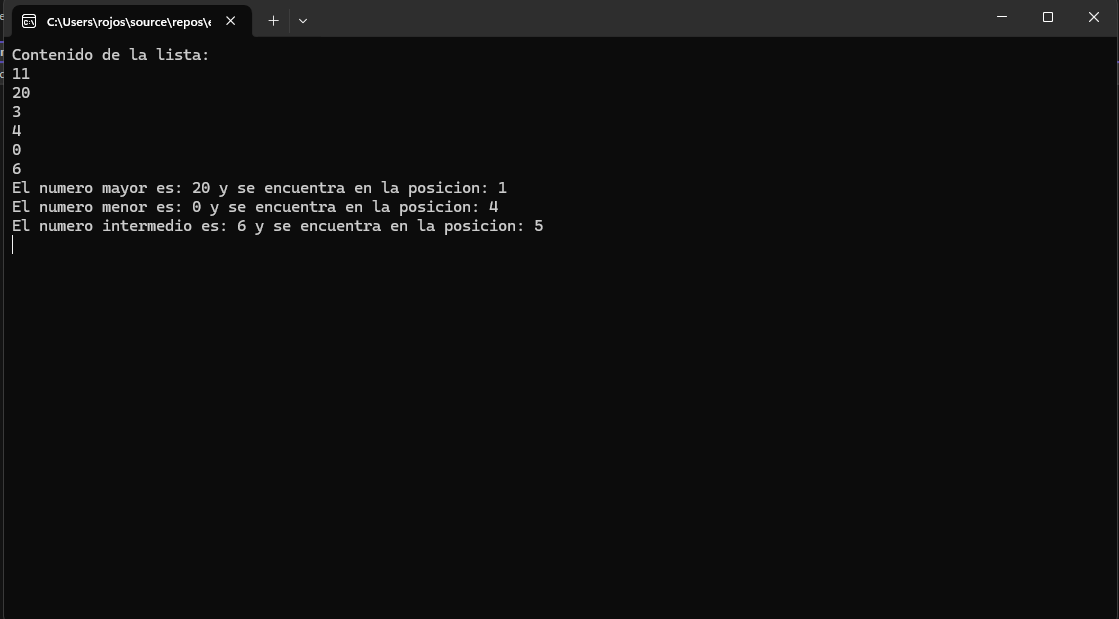 C:\Users\rojos\source\repos\e
Contenido de la lista:
11
20
3
4
0
6
El numero mayor es: 20 y se encuentra en la posicion: 1
El numero menor es: 0 y se encuentra en la posicion: 4
El numero intermedio es: 6 y se encuentra en la posicion: 5